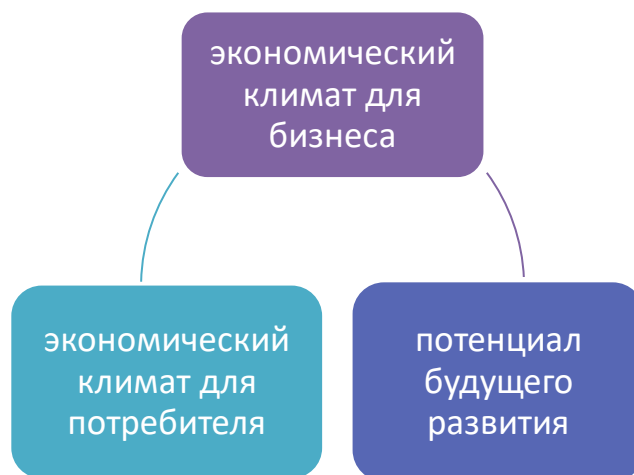 экономический
климат для
бизнеса
экономический
климат для
потребителя
потенциал
будущего
развития